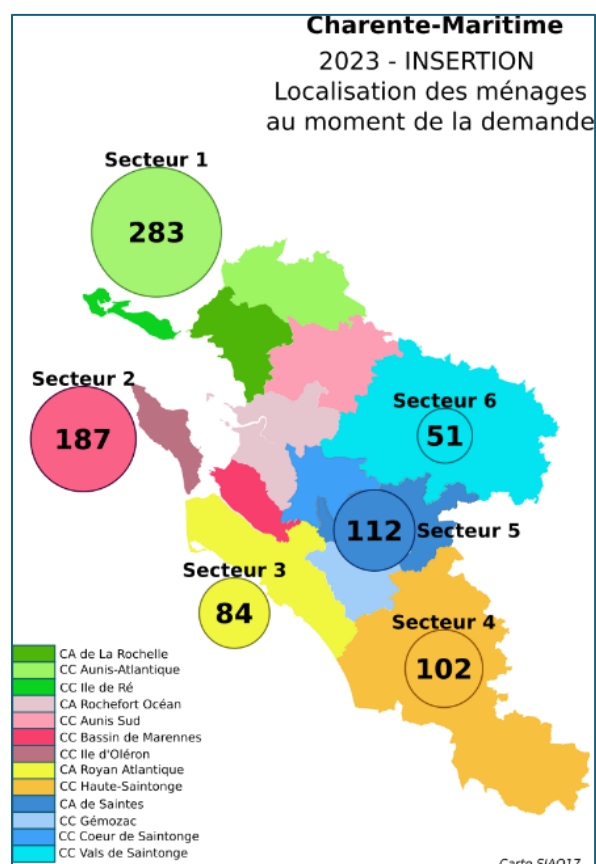 Charente-Maritime
2023 - INSERTION
Localisation des ménages
au moment de la demande
Secteur 1
283
Secteur 2
187
Secteur 6
51
112 Secteur 5
Secteur 3
84
Secteur 4
102
CA de La Rochelle
CC Aunis-Atlantique
CC Ile de Ré
CA Rochefort Océan
CC Aunis Sud
CC Bassin de Marennes
CC Ile d'Oléron
CA Royan Atlantique
CC Haute-Saintonge
CA de Saintes
CC Gémozac
CC Coeur de Saintonge
CC Vals de Saintonge
Carte